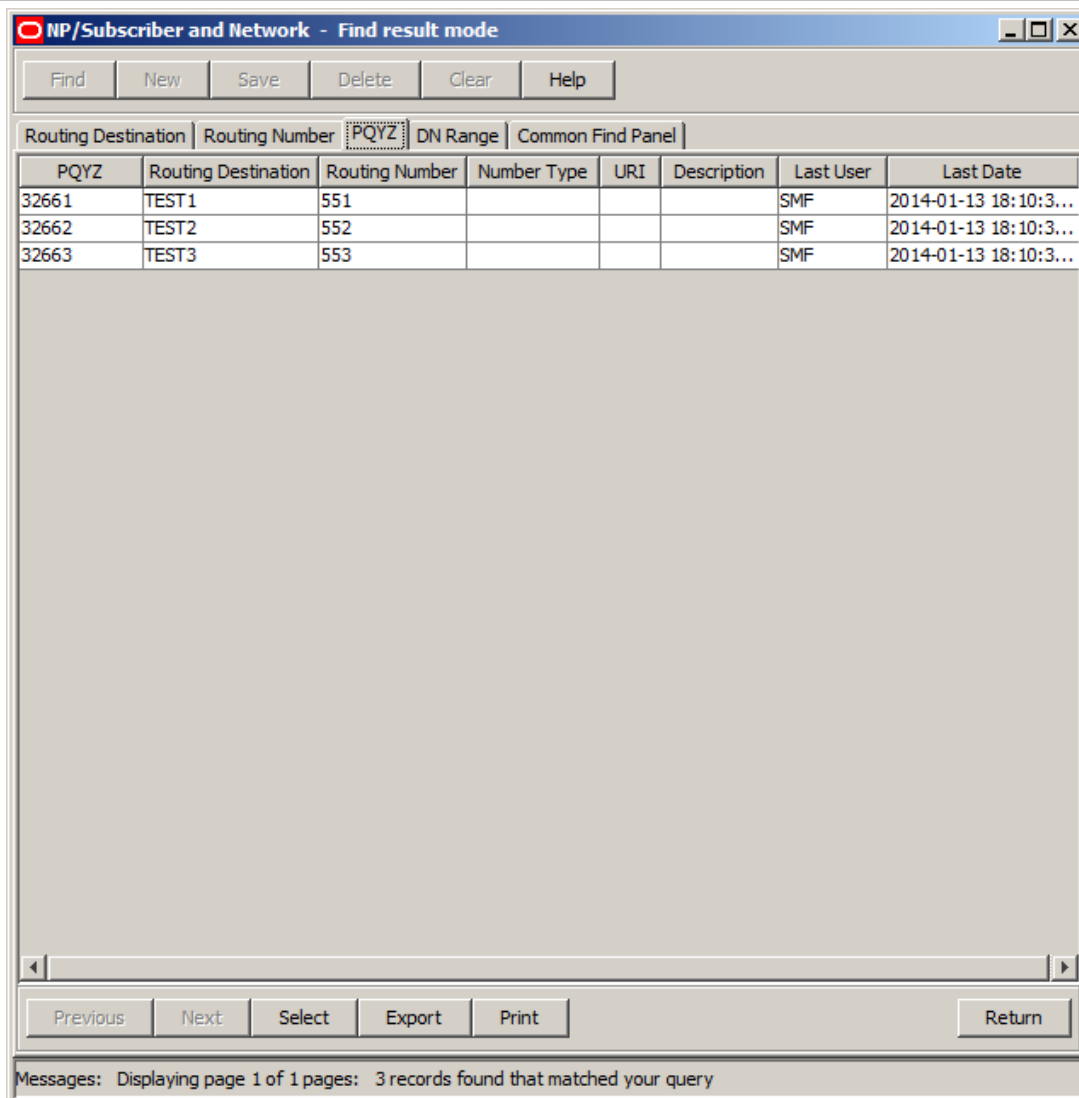 NP/Subscriber and Network - Find result mode
Find New Save Delete Clear Help
Routing Destination Routing Number PQYZ DN Range Common Find Panel
PQYZ Routing Destination Routing Number Number Type URI Description Last User Last Date
32661 TEST1 551 SMF 2014-01-13 18:10:3...
32662 TEST2 552 SMF 2014-01-13 18:10:3...
32663 TEST3 553 SMF 2014-01-13 18:10:3...
Previous Next Select Export Print Return
Messages: Displaying page 1 of 1 pages: 3 records found that matched your query